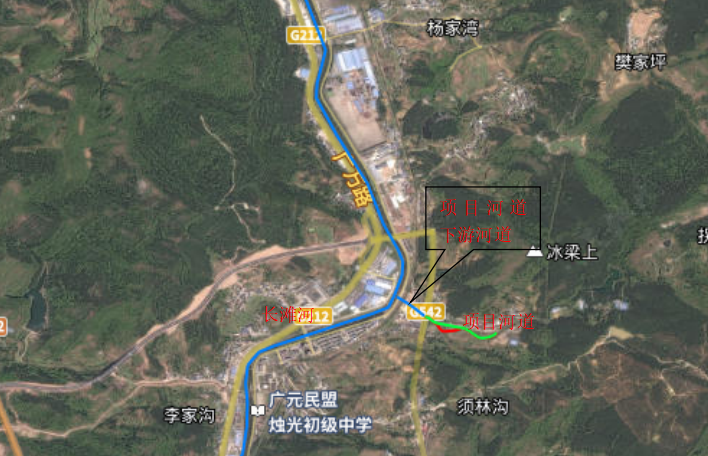 杨家湾
G212
樊家坪
广万路
项目河道
下游河道
冰梁上
长滩河
G542
项目河道
李家沟
广元民盟
烛光初级中学
须林沟